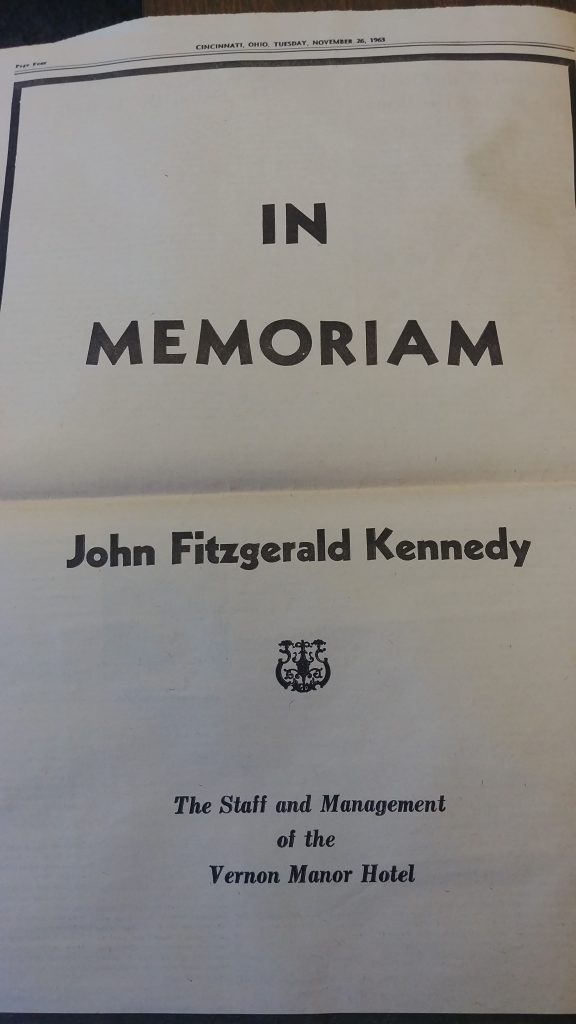 CINCINNATI, OHIO, TUESDAY, NOVEMBER 26, 1963
Page Four
IN
MEMORIAM
John Fitzgerald Kennedy
The Staff and Management
of the
Vernon Manor Hotel